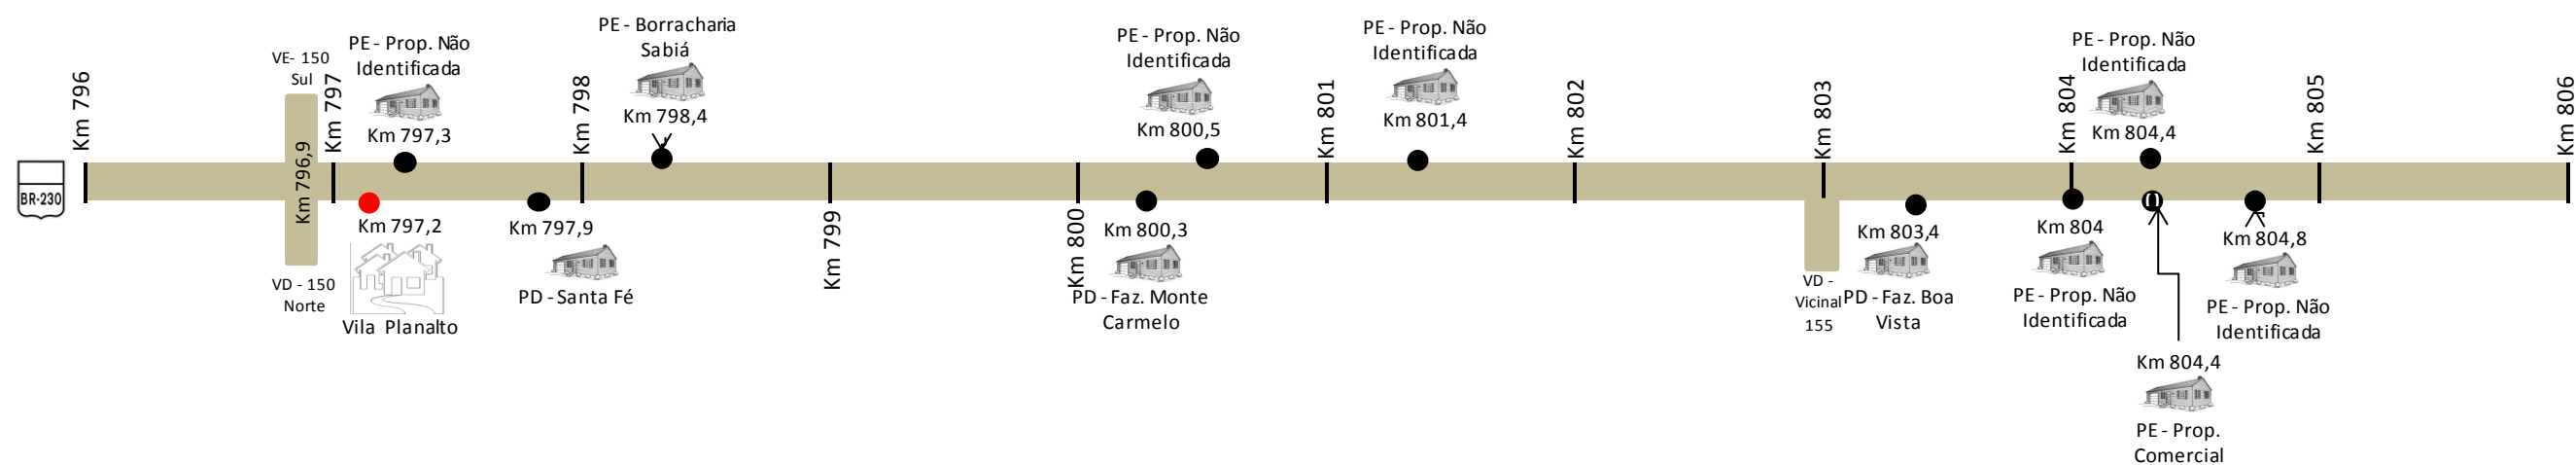 BR-230
Km 796
VE- 150
Sul
Km 796,9
VD - 150
Norte
Km 797
PE - Prop. Não
Identificada
Km 797,3
Km 797,2
Vila Planalto
Km 797,9
PD - Santa Fé
Km 798
PE - Borracharia
Sabiá
Km 798,4
Km 799
Km 800
Km 800,3
PD - Faz. Monte
Carmelo
PE - Prop. Não
Identificada
Km 800,5
Km 801
PE - Prop. Não
Identificada
Km 801,4
Km 802
Km 803
VD -
Vicinal
155
Km 803,4
PD - Faz. Boa
Vista
Km 804
Km 804
PE - Prop. Não
Identificada
PE - Prop. Não
Identificada
Km 804,4
Km 804,4
PE - Prop.
Comercial
Km 804,8
PE - Prop. Não
Identificada
Km 805
Km 806